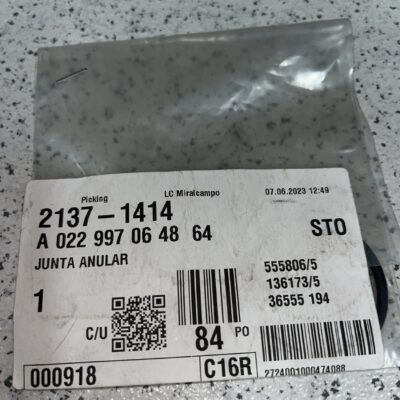 Picking LC Miralcampo 07.06.2023 12:49
2137-1414
A 022 997 06 48 64 STO
JUNTA ANULAR
555806/5
136173/5
36555 194
1
C/U 84 PO
000918 C16R
2724001000474088